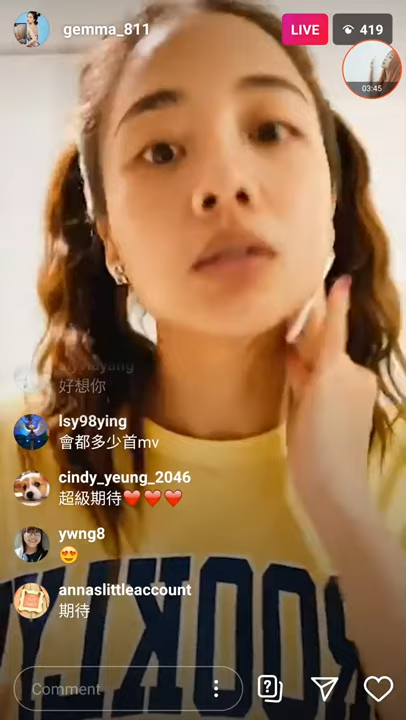 gemma_811
LIVE
419
03:45
好想你
lsy98ying
會都多少首mv
cindy_yeung_2046
超級期待❤️❤️❤️
ywng8
😍
annaslittleaccount
期待
Comment